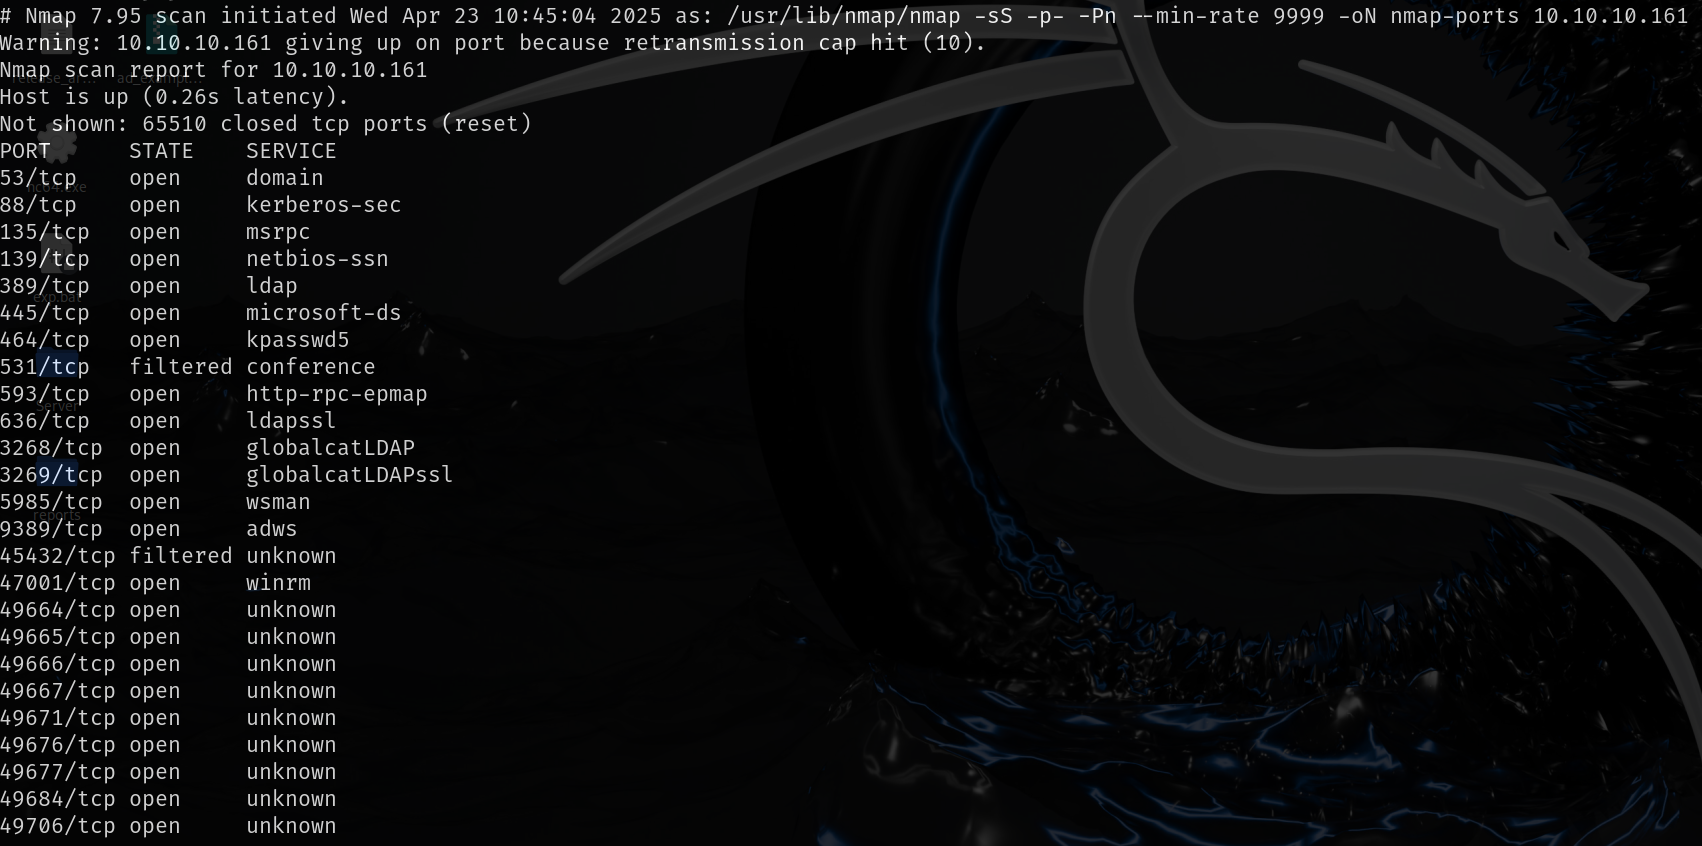 # Nmap 7.95 scan initiated Wed Apr 23 10:45:04 2025 as: /usr/lib/nmap/nmap -sS -p- -Pn --min-rate 9999 -oN nmap-ports 10.10.10.161
Warning: 10.10.10.161 giving up on port because retransmission cap hit (10).
Nmap scan report for 10.10.10.161
Host is up (0.26s latency).
Not shown: 65510 closed tcp ports (reset)
PORT      STATE    SERVICE
53/tcp    open     domain
88/tcp    open     kerberos-sec
135/tcp   open     msrpc
139/tcp   open     netbios-ssn
389/tcp   open     ldap
445/tcp   open     microsoft-ds
464/tcp   open     kpasswd5
531/tcp   filtered conference
593/tcp   open     http-rpc-epmap
636/tcp   open     ldapssl
3268/tcp  open     globalcatLDAP
3269/tcp  open     globalcatLDAPssl
5985/tcp  open     wsman
9389/tcp  open     adws
45432/tcp filtered unknown
47001/tcp open     winrm
49664/tcp open     unknown
49665/tcp open     unknown
49666/tcp open     unknown
49667/tcp open     unknown
49671/tcp open     unknown
49676/tcp open     unknown
49677/tcp open     unknown
49684/tcp open     unknown
49706/tcp open     unknown
exp.bat
Server
reports